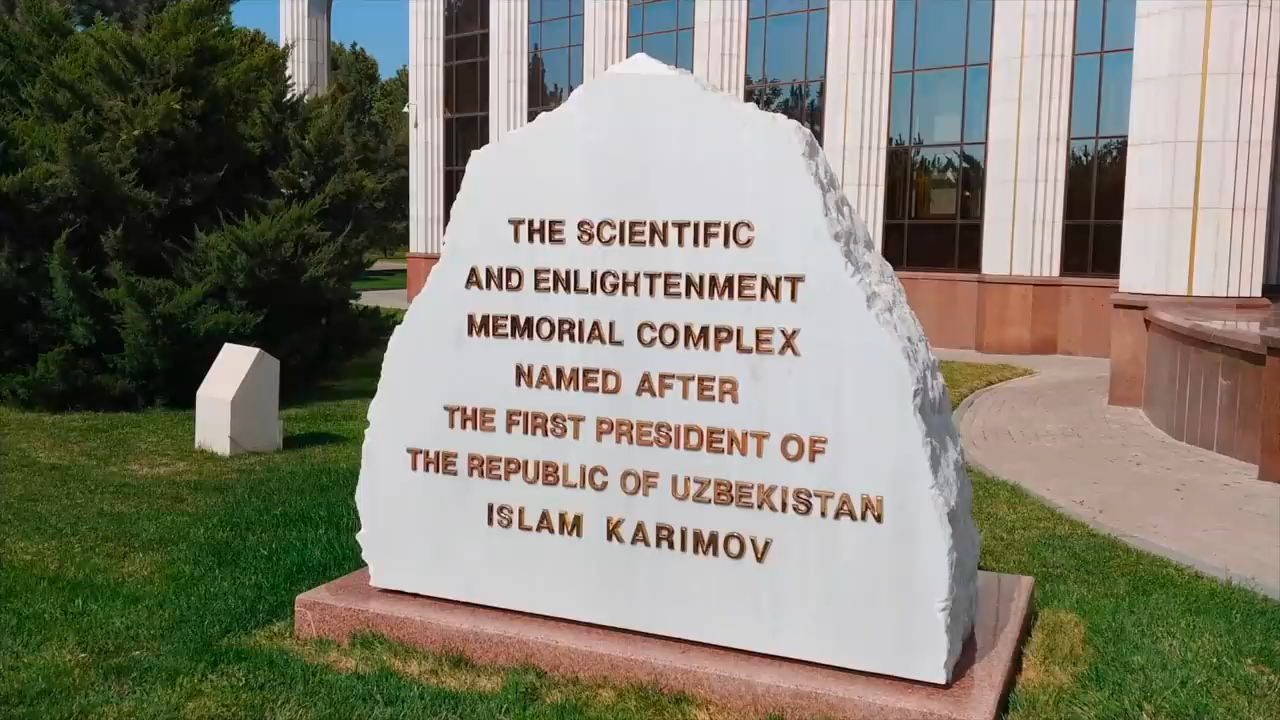 THE SCIENTIFIC
AND ENLIGHTENMENT
MEMORIAL COMPLEX
NAMED AFTER
THE FIRST PRESIDENT OF
THE REPUBLIC OF UZBEKISTAN
ISLAM KARIMOV